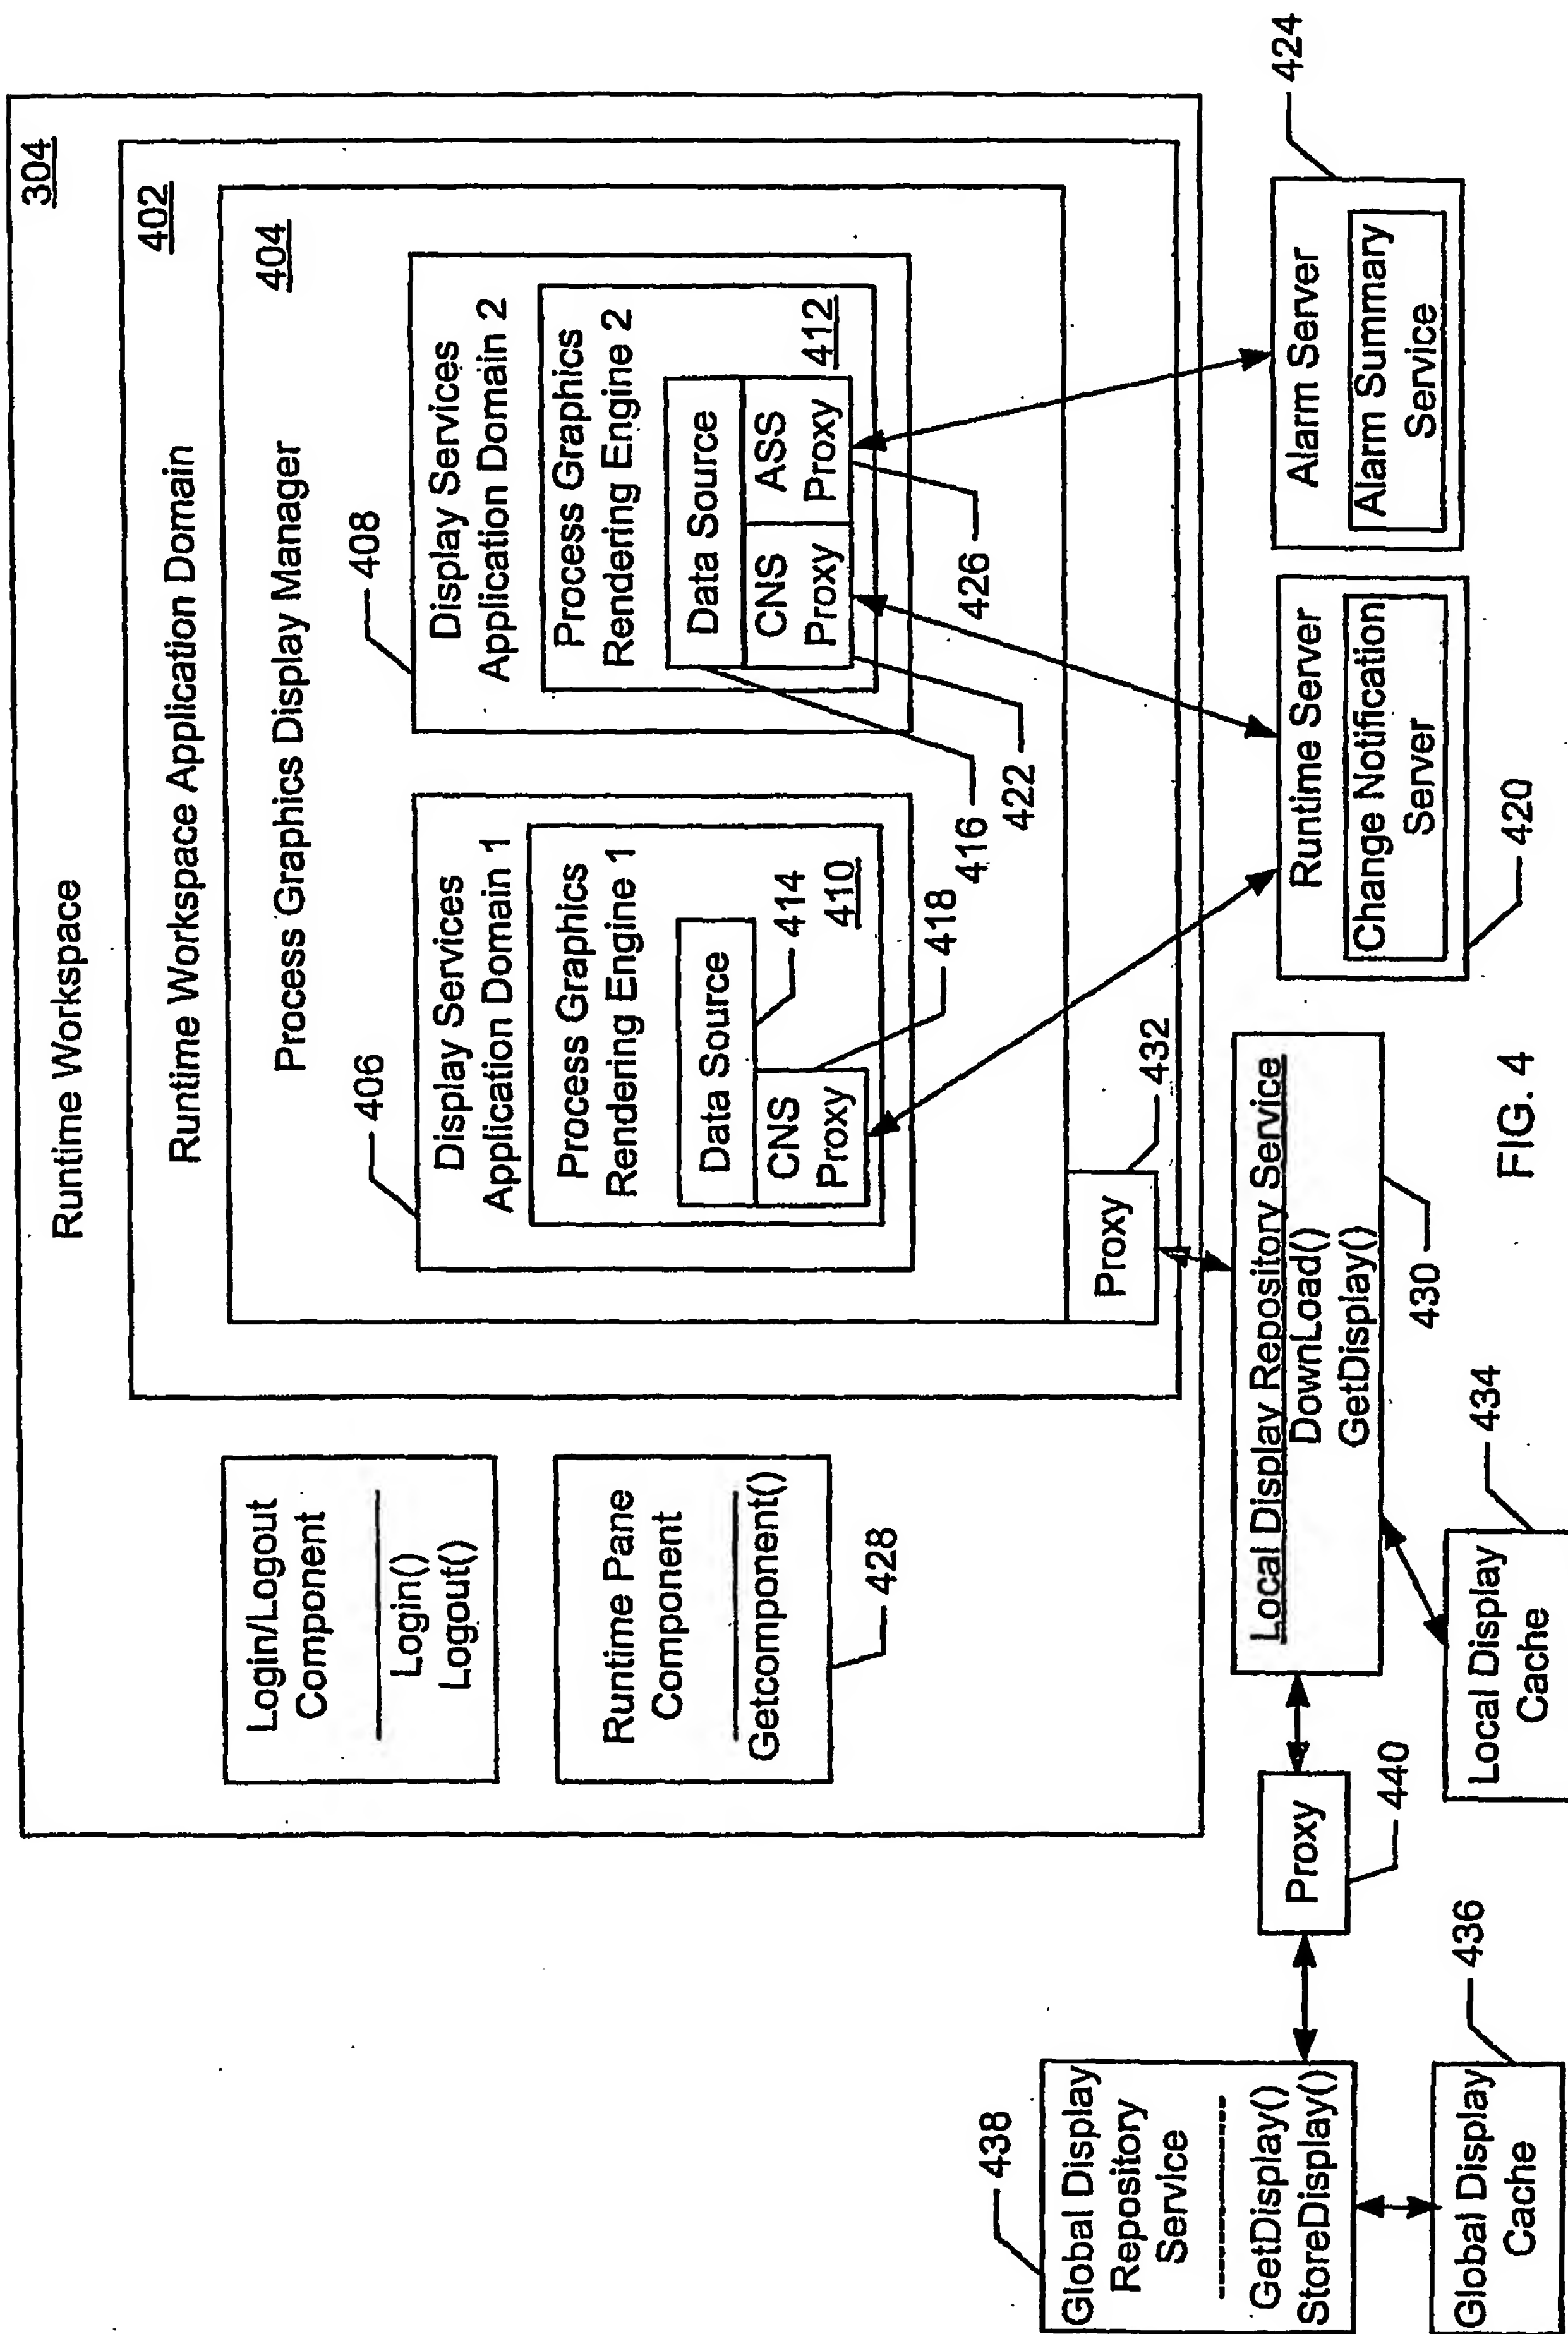 Runtime Workspace
304
Runtime Workspace Application Domain
402
Process Graphics Display Manager
404
Login/Logout
Component
Login()
Logout()
Runtime Pane
Component
Getcomponent()
428
406
Display Services
Application Domain 1
Process Graphics
Rendering Engine 1
Data Source
414
CNS
Proxy
410
418
408
Display Services
Application Domain 2
Process Graphics
Rendering Engine 2
Data Source
CNS
Proxy
ASS
Proxy
412
416
422
426
Proxy
432
438
Global Display
Repository
Service
GetDisplay()
StoreDisplay()
Global Display
Cache
436
Proxy
440
Local Display Repository Service
DownLoad()
GetDisplay()
430
Local Display
Cache
434
Runtime Server
Change Notification
Server
420
Alarm Server
Alarm Summary
Service
424
FIG. 4